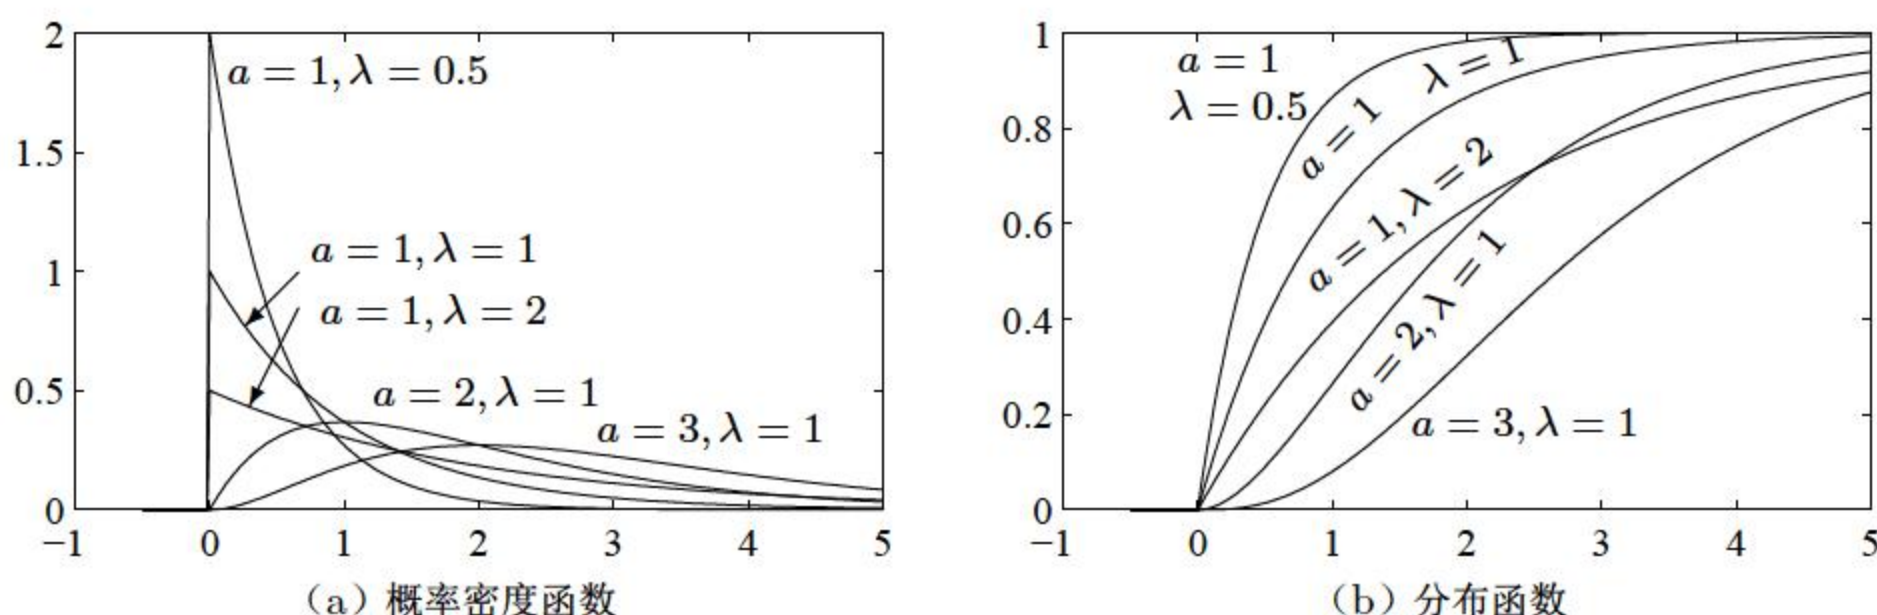 2
1.5
1
0.5
0
−1 0 1 2 3 4 5
a = 1, λ = 0.5
a = 1, λ = 1
a = 1, λ = 2
a = 2, λ = 1
a = 3, λ = 1
（a）概率密度函数
1
0.8
0.6
0.4
0.2
0
−1 0 1 2 3 4 5
a = 1
λ = 0.5
a = 1 λ = 1
a = 1, λ = 2
a = 2, λ = 1
a = 3, λ = 1
（b）分布函数